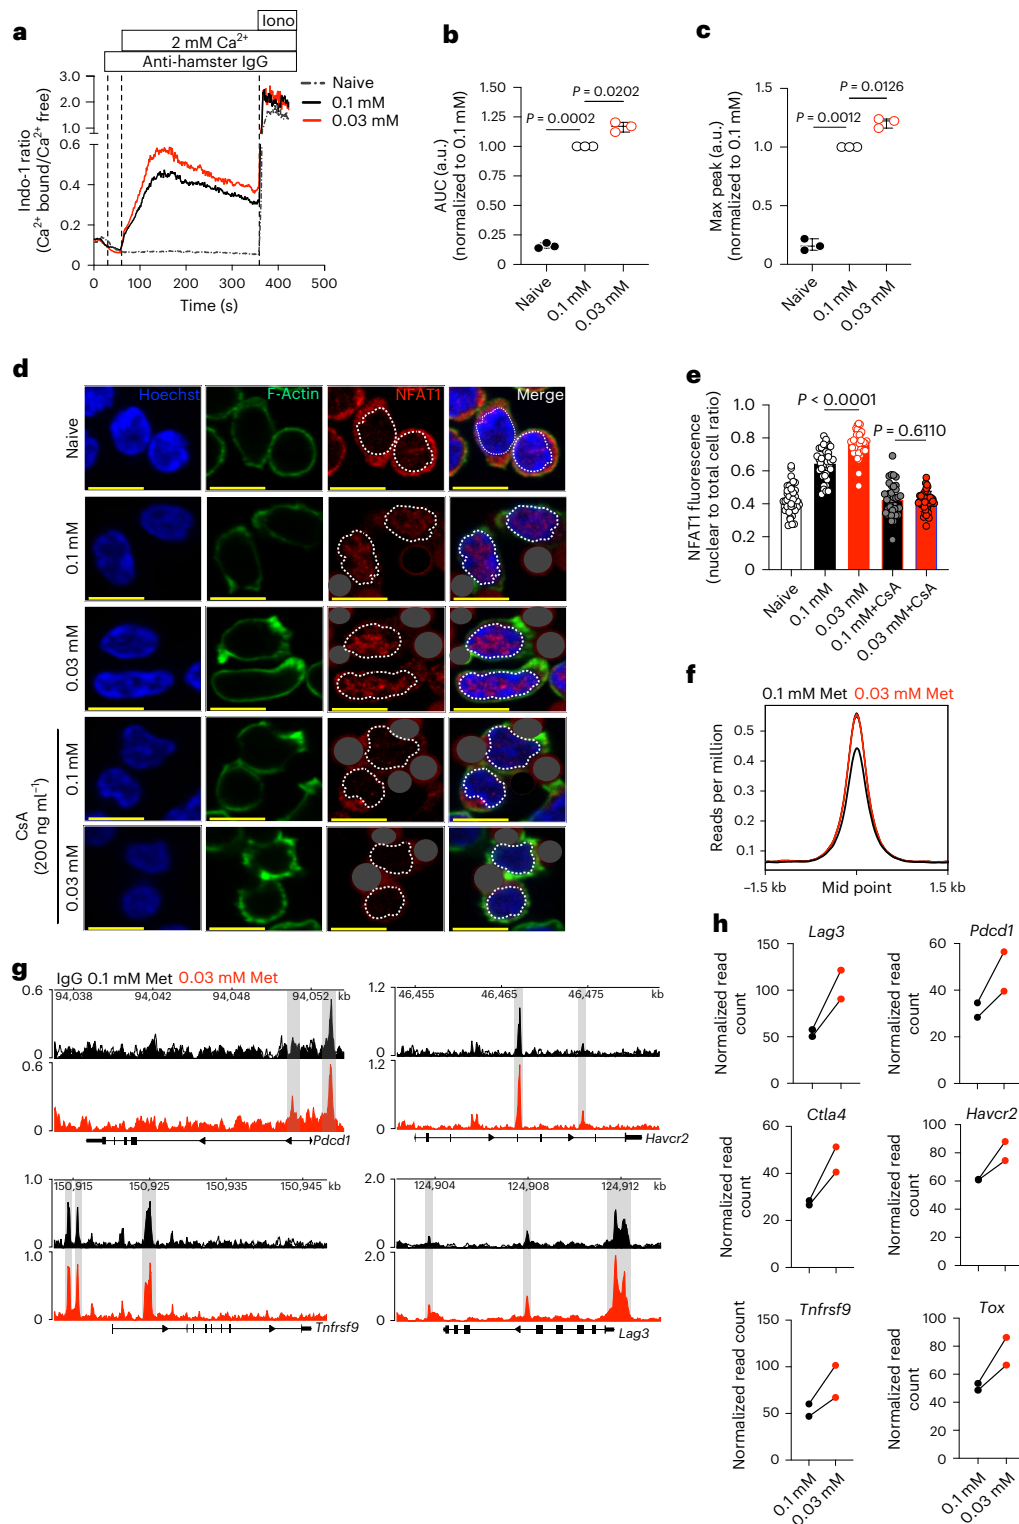 a
Iono
2 mM Ca2+
Anti-hamster IgG
Indo-1 ratio
(Ca2+ bound/Ca2+ free)
3.0
2.0
1.0
0.6
0.4
0.2
0
0 100 200 300 400 500
Time (s)
Naive
0.1 mM
0.03 mM
b
AUC (a.u.)
(normalized to 0.1 mM)
1.50
1.25
1.00
0.75
0.50
0.25
0
P = 0.0202
P = 0.0002
Naive
0.1 mM
0.03 mM
c
Max peak (a.u.)
(normalized to 0.1 mM)
1.5
1.0
0.5
0
P = 0.0126
P = 0.0012
Naive
0.1 mM
0.03 mM
d
Hoechst F-Actin NFAT1 Merge
Naive
0.1 mM
0.03 mM
CsA
(200 ng ml−1)
0.1 mM
0.03 mM
e
NFAT1 fluorescence
(nuclear to total cell ratio)
1.0
0.8
0.6
0.4
0.2
0
P < 0.0001
P = 0.6110
Naive
0.1 mM
0.03 mM
0.1 mM+CsA
0.03 mM+CsA
f
0.1 mM Met 0.03 mM Met
Reads per million
0.5
0.4
0.3
0.2
0.1
−1.5 kb Mid point 1.5 kb
g
IgG 0.1 mM Met 0.03 mM Met
94,038 94,042 94,048 94,052 kb
0.6
0
0.6
0
Pdcd1
46,455 46,465 46,475 kb
1.2
0
1.2
0
Havcr2
150,915 150,925 150,935 150,945 kb
1.0
0
1.0
0
Tnfrsf9
124,904 124,908 124,912 kb
2.0
0
2.0
0
Lag3
h
Lag3
Normalized read
count
150
100
50
0
Pdcd1
Normalized read
count
60
40
20
0
Ctla4
Normalized read
count
60
40
20
0
Havcr2
Normalized read
count
100
80
60
40
20
0
Tnfrsf9
Normalized read count
150
100
50
0
0.1 mM
0.03 mM
Tox
Normalized read
count
100
80
60
40
20
0
0.1 mM
0.03 mM